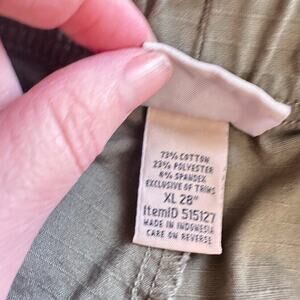 73% COTTON
23% POLYESTER
4% SPANDEX
EXCLUSIVE OF TRIMS
XL 28"
ItemID 515127
MADE IN INDONESIA
CARE ON REVERSE